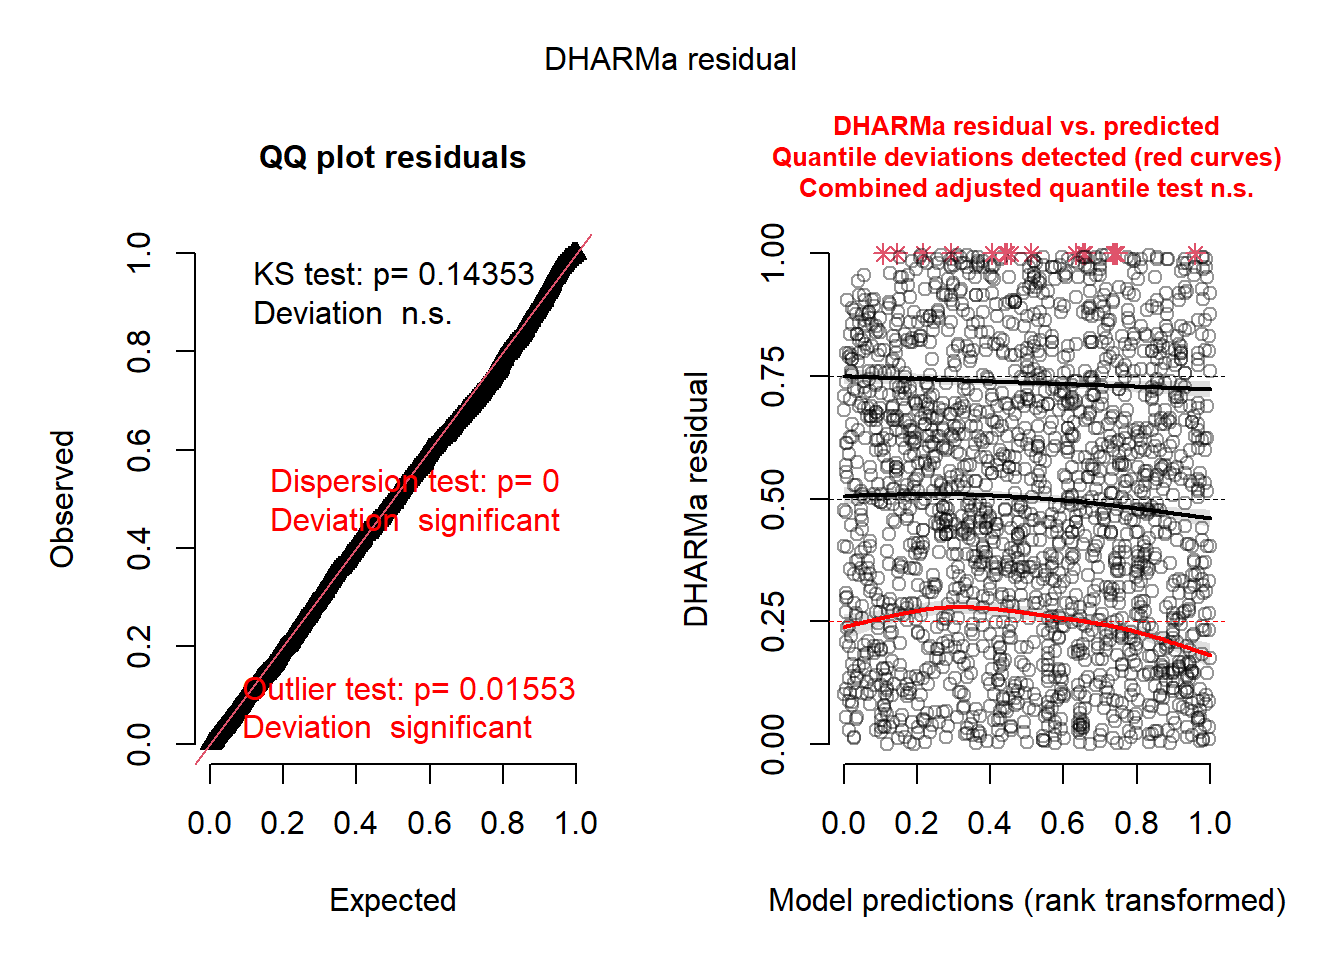 DHARMa residual
QQ plot residuals
KS test: p= 0.14353
Deviation  n.s.
Dispersion test: p= 0
Deviation  significant
Outlier test: p= 0.01553
Deviation  significant
Observed
0.0 0.2 0.4 0.6 0.8 1.0
0.0 0.2 0.4 0.6 0.8 1.0
Expected
DHARMa residual vs. predicted
Quantile deviations detected (red curves)
Combined adjusted quantile test n.s.
DHARMa residual
0.00 0.25 0.50 0.75 1.00
0.0 0.2 0.4 0.6 0.8 1.0
Model predictions (rank transformed)